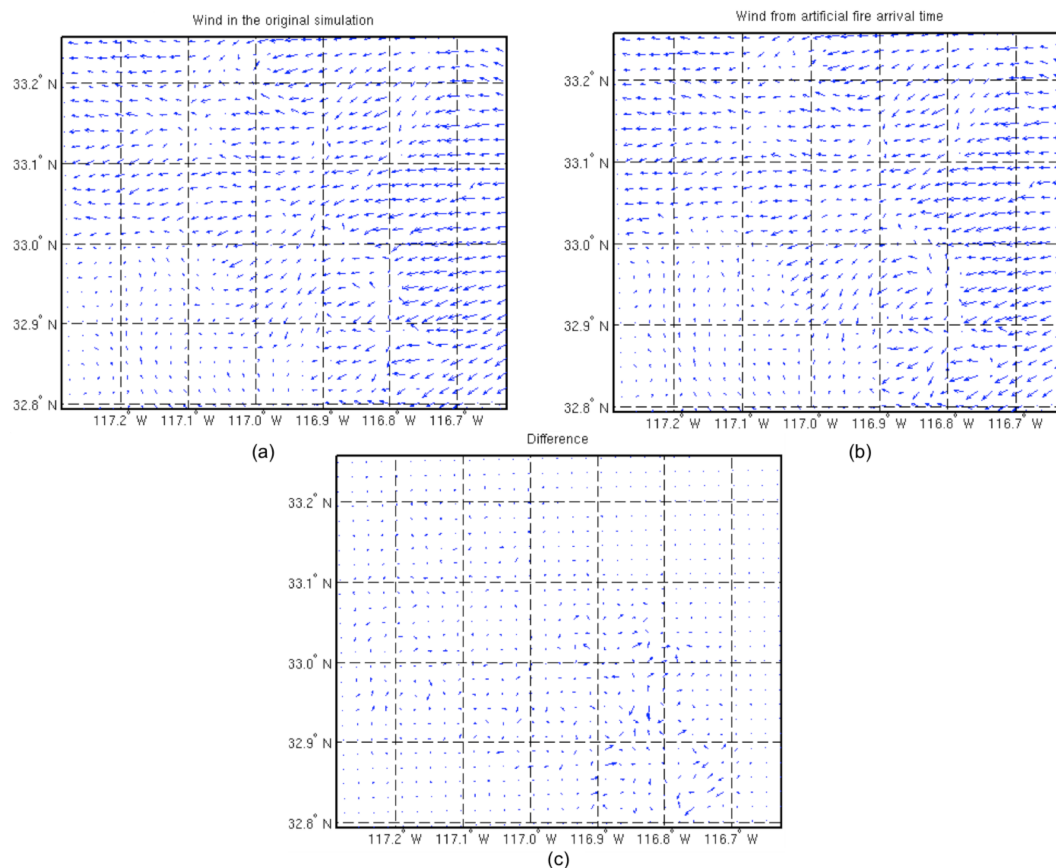 Wind in the original simulation
33.2° N
33.1° N
33.0° N
32.9° N
32.8° N
117.2° W 117.1° W 117.0° W 116.9° W 116.8° W 116.7° W
(a)
Wind from artificial fire arrival time
33.2° N
33.1° N
33.0° N
32.9° N
32.8° N
117.2° W 117.1° W 117.0° W 116.9° W 116.8° W 116.7° W
(b)
Difference
33.2° N
33.1° N
33.0° N
32.9° N
32.8° N
117.2° W 117.1° W 117.0° W 116.9° W 116.8° W 116.7° W
(c)